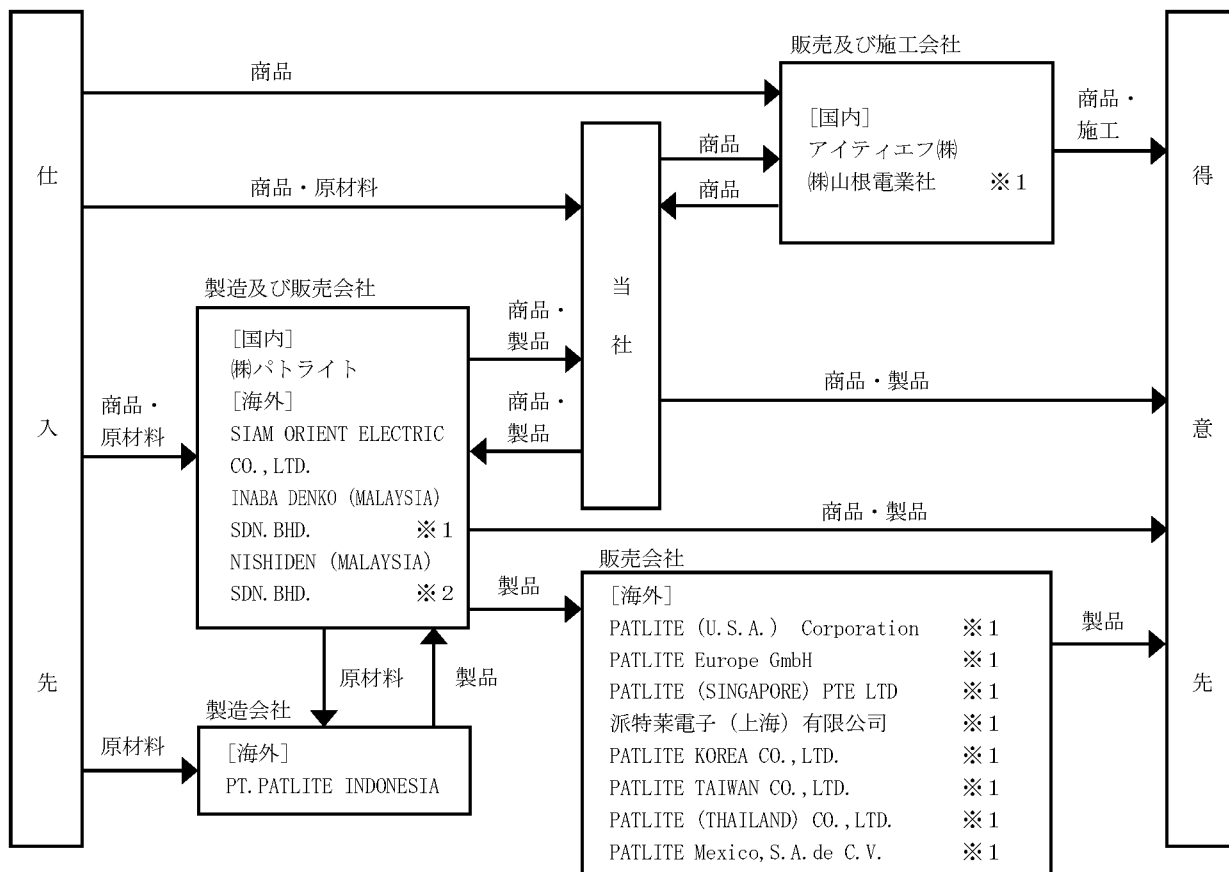 販売及び施工会社
商品
[国内]
アイティエフ㈱
㈱山根電業社 ※1
商品・
施工
商品
商品
商品・原材料
仕入先
当社
得意先
製造及び販売会社
[国内]
㈱パトライト
[海外]
SIAM ORIENT ELECTRIC
CO.,LTD.
INABA DENKO (MALAYSIA)
SDN.BHD. ※1
NISHIDEN (MALAYSIA)
SDN.BHD. ※2
商品・
製品
商品・
製品
商品・
原材料
商品・製品
商品・製品
販売会社
製品
[海外]
PATLITE (U.S.A.) Corporation ※1
PATLITE Europe GmbH ※1
PATLITE (SINGAPORE) PTE LTD ※1
派特莱電子 (上海) 有限公司 ※1
PATLITE KOREA CO.,LTD. ※1
PATLITE TAIWAN CO.,LTD. ※1
PATLITE (THAILAND) CO.,LTD. ※1
PATLITE Mexico,S.A.de C.V. ※1
製品
原材料
製品
製造会社
原材料
[海外]
PT.PATLITE INDONESIA